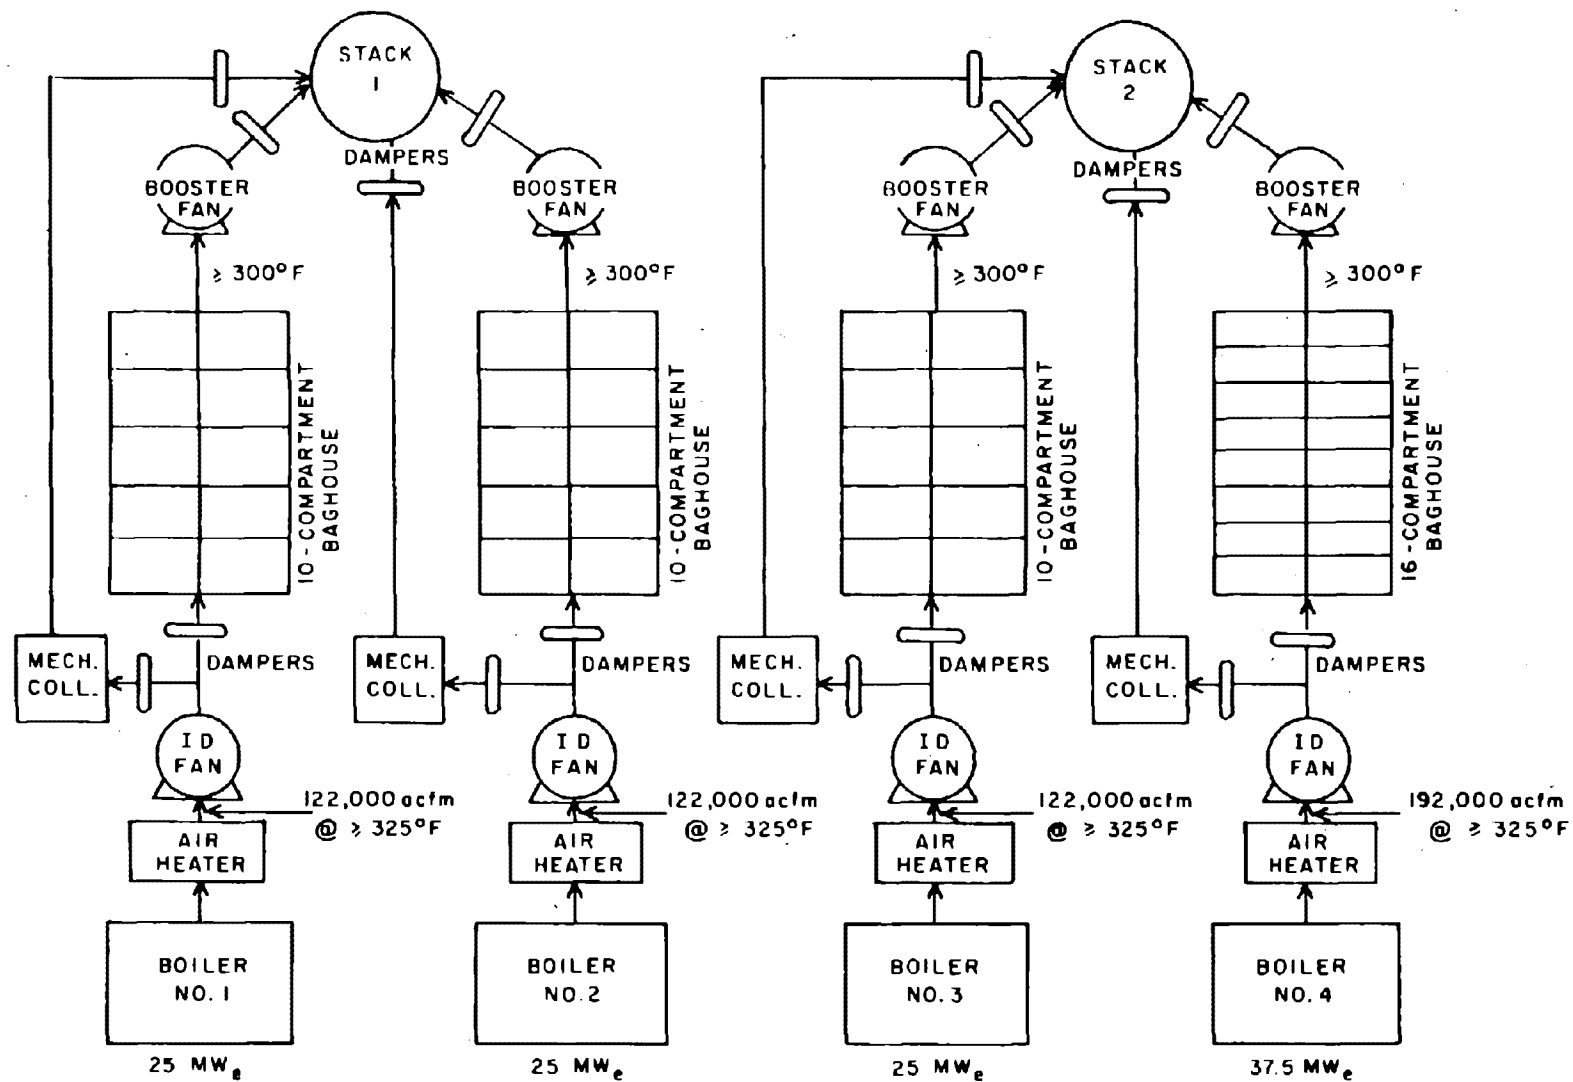 STACK
1
STACK
2
DAMPERS
DAMPERS
BOOSTER
FAN
BOOSTER
FAN
BOOSTER
FAN
BOOSTER
FAN
≥ 300°F
≥ 300°F
≥ 300°F
≥ 300°F
10-COMPARTMENT
BAGHOUSE
10-COMPARTMENT
BAGHOUSE
10-COMPARTMENT
BAGHOUSE
16-COMPARTMENT
BAGHOUSE
MECH.
COLL.
DAMPERS
MECH.
COLL.
DAMPERS
MECH.
COLL.
DAMPERS
MECH.
COLL.
DAMPERS
ID
FAN
ID
FAN
ID
FAN
ID
FAN
122,000 acfm
@ ≥ 325°F
122,000 acfm
@ ≥ 325°F
122,000 acfm
@ ≥ 325°F
192,000 acfm
@ ≥ 325°F
AIR
HEATER
AIR
HEATER
AIR
HEATER
AIR
HEATER
BOILER
NO. 1
BOILER
NO. 2
BOILER
NO. 3
BOILER
NO. 4
25 MWe
25 MWe
25 MWe
37.5 MWe